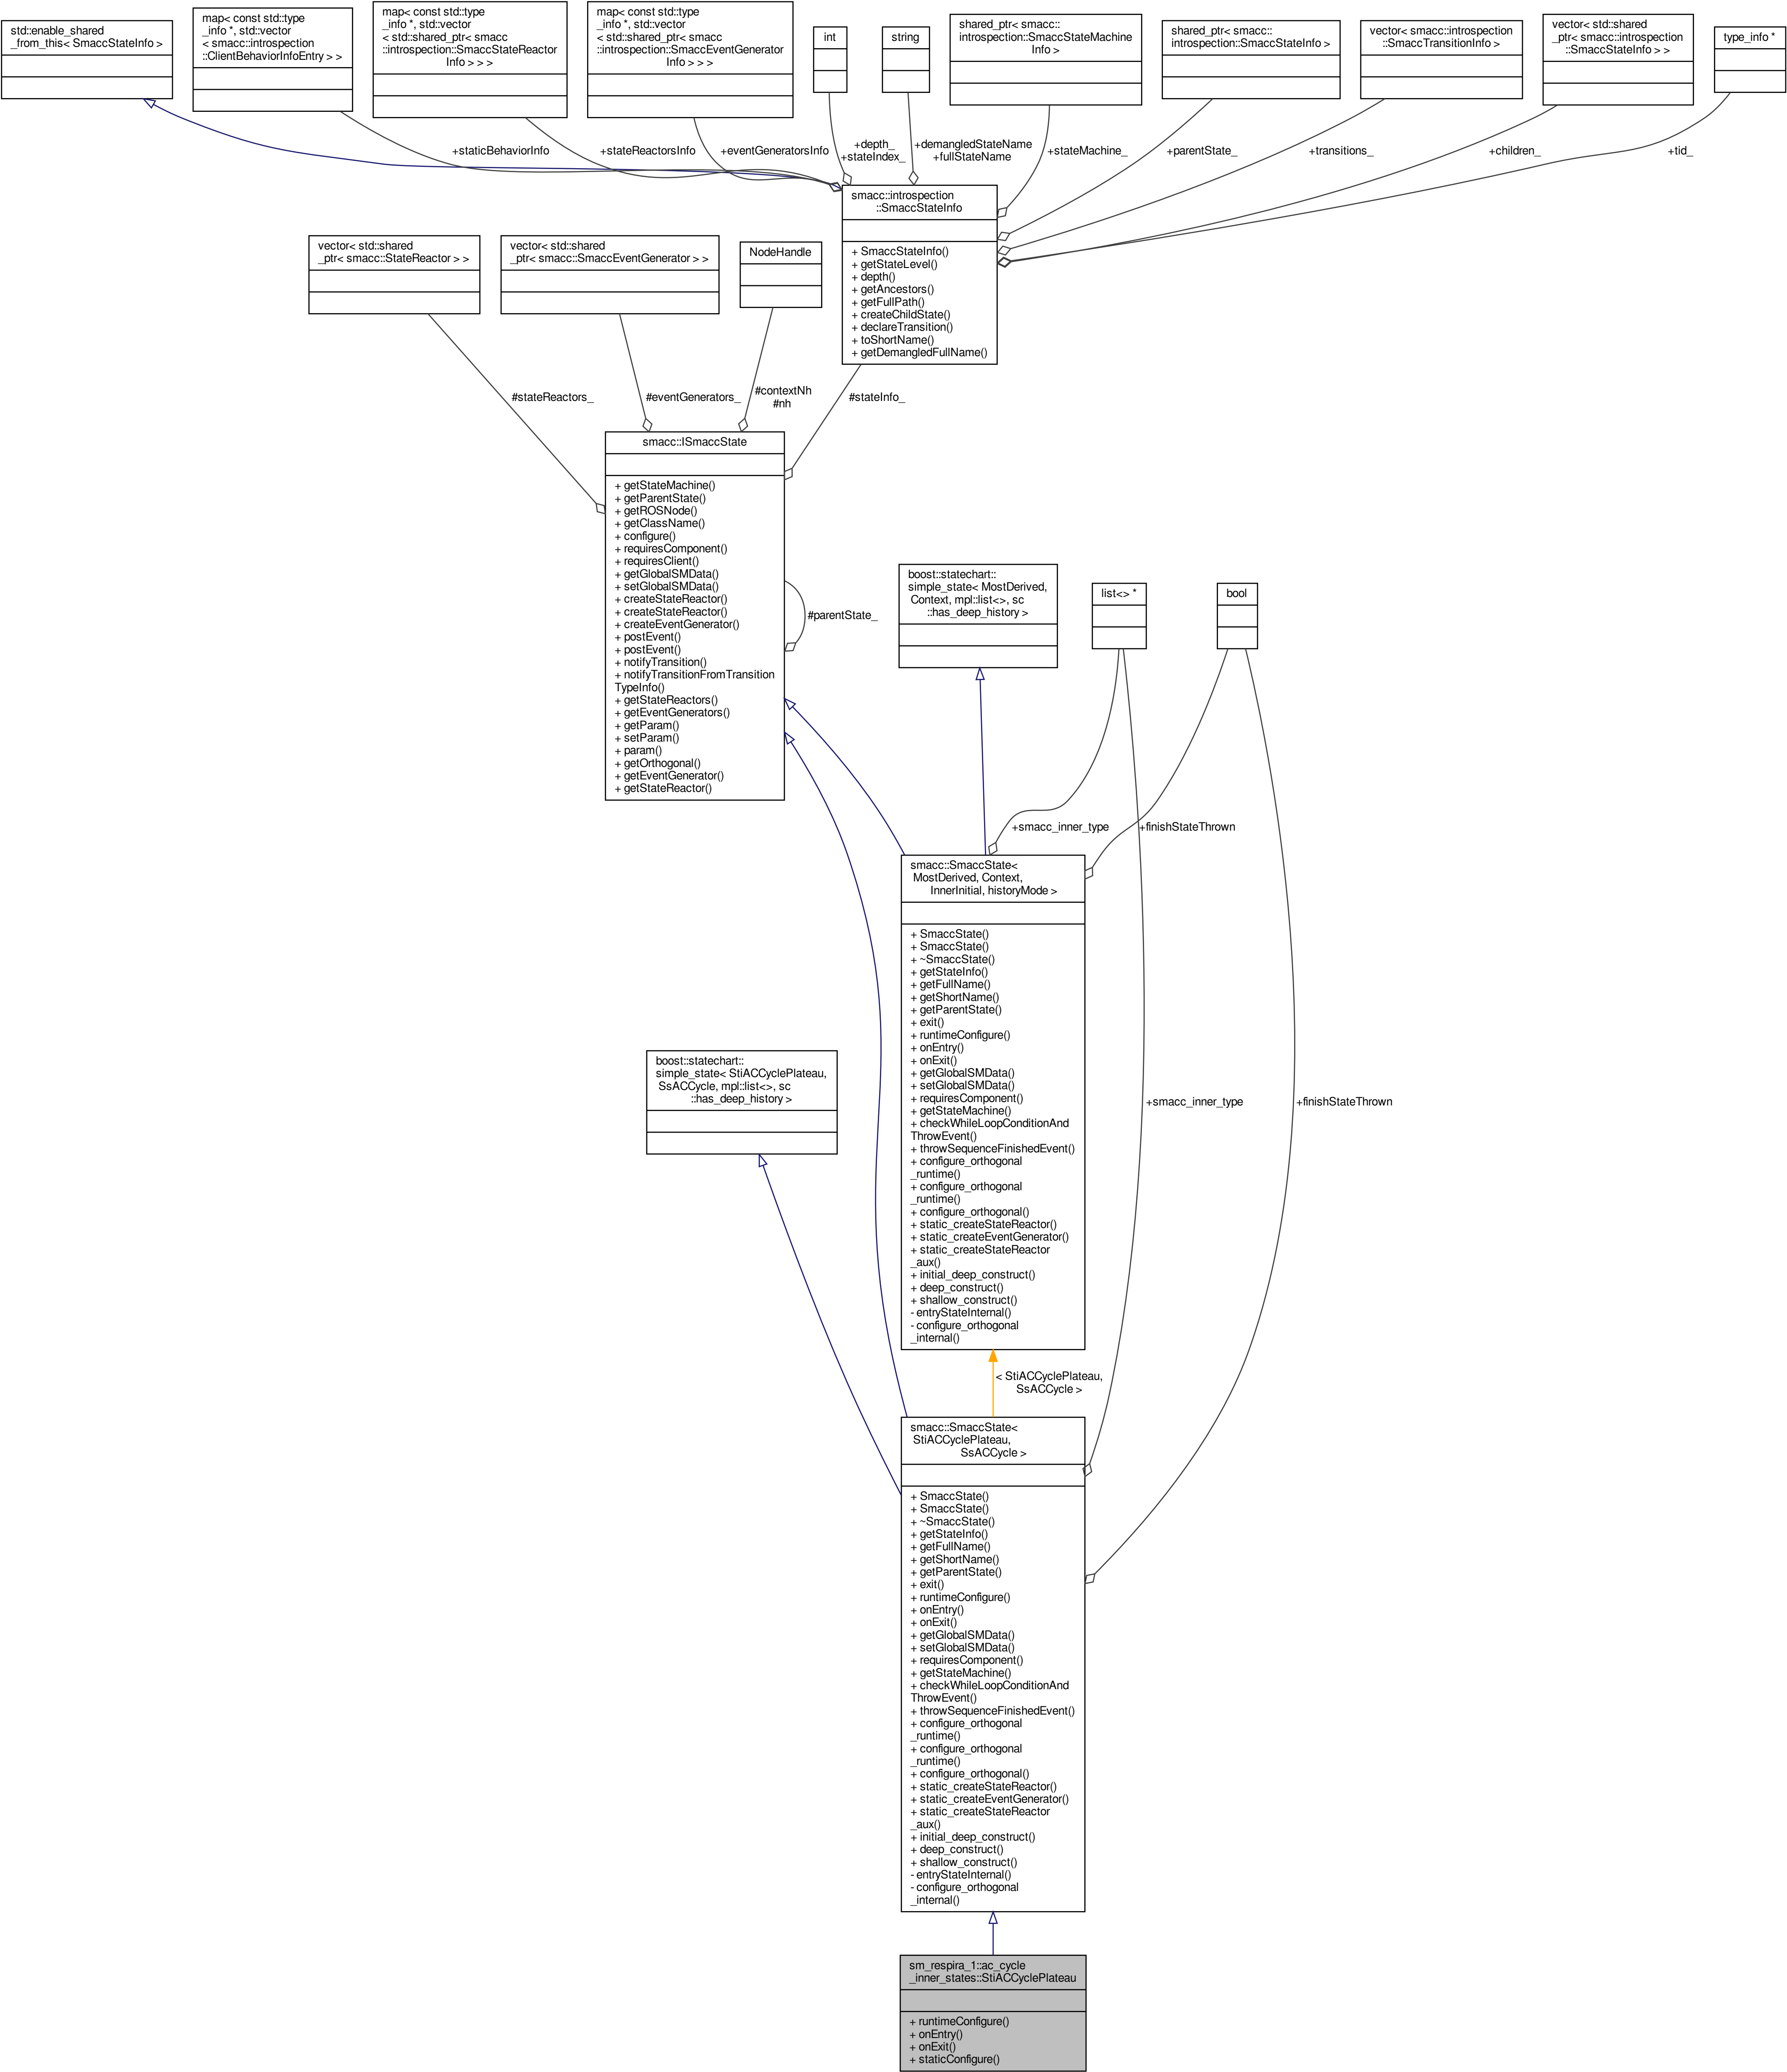 std::enable_shared
_from_this< SmaccStateInfo >
map< const std::type
_info *, std::vector
< smacc::introspection
::ClientBehaviorInfoEntry > >
map< const std::type
_info *, std::vector
< std::shared_ptr< smacc
::introspection::SmaccStateReactor
Info > > >
map< const std::type
_info *, std::vector
< std::shared_ptr< smacc
::introspection::SmaccEventGenerator
Info > > >
int
string
shared_ptr< smacc::
introspection::SmaccStateMachine
Info >
shared_ptr< smacc::
introspection::SmaccStateInfo >
vector< smacc::introspection
::SmaccTransitionInfo >
vector< std::shared
_ptr< smacc::introspection
::SmaccStateInfo > >
type_info *
+staticBehaviorInfo
+stateReactorsInfo
+eventGeneratorsInfo
+depth_
+stateIndex_
+demangledStateName
+fullStateName
+stateMachine_
+parentState_
+transitions_
+children_
+tid_
smacc::introspection
::SmaccStateInfo
+ SmaccStateInfo()
+ getStateLevel()
+ depth()
+ getAncestors()
+ getFullPath()
+ createChildState()
+ declareTransition()
+ toShortName()
+ getDemangledFullName()
vector< std::shared
_ptr< smacc::StateReactor > >
vector< std::shared
_ptr< smacc::SmaccEventGenerator > >
NodeHandle
#stateReactors_
#eventGenerators_
#contextNh
#nh
#stateInfo_
smacc::ISmaccState
+ getStateMachine()
+ getParentState()
+ getROSNode()
+ getClassName()
+ configure()
+ requiresComponent()
+ requiresClient()
+ getGlobalSMData()
+ setGlobalSMData()
+ createStateReactor()
+ createStateReactor()
+ createEventGenerator()
+ postEvent()
+ postEvent()
+ notifyTransition()
+ notifyTransitionFromTransition
TypeInfo()
+ getStateReactors()
+ getEventGenerators()
+ getParam()
+ setParam()
+ param()
+ getOrthogonal()
+ getEventGenerator()
+ getStateReactor()
#parentState_
boost::statechart::
simple_state< MostDerived,
Context, mpl::list<>, sc
::has_deep_history >
list<> *
bool
+smacc_inner_type
+finishStateThrown
smacc::SmaccState<
MostDerived, Context,
InnerInitial, historyMode >
+ SmaccState()
+ SmaccState()
+ ~SmaccState()
+ getStateInfo()
+ getFullName()
+ getShortName()
+ getParentState()
+ exit()
+ runtimeConfigure()
+ onEntry()
+ onExit()
+ getGlobalSMData()
+ setGlobalSMData()
+ requiresComponent()
+ getStateMachine()
+ checkWhileLoopConditionAnd
ThrowEvent()
+ throwSequenceFinishedEvent()
+ configure_orthogonal
_runtime()
+ configure_orthogonal
_runtime()
+ configure_orthogonal()
+ static_createStateReactor()
+ static_createEventGenerator()
+ static_createStateReactor
_aux()
+ initial_deep_construct()
+ deep_construct()
+ shallow_construct()
- entryStateInternal()
- configure_orthogonal
_internal()
boost::statechart::
simple_state< StiACCyclePlateau,
SsACCycle, mpl::list<>, sc
::has_deep_history >
+smacc_inner_type
+finishStateThrown
< StiACCyclePlateau,
SsACCycle >
smacc::SmaccState<
StiACCyclePlateau,
SsACCycle >
+ SmaccState()
+ SmaccState()
+ ~SmaccState()
+ getStateInfo()
+ getFullName()
+ getShortName()
+ getParentState()
+ exit()
+ runtimeConfigure()
+ onEntry()
+ onExit()
+ getGlobalSMData()
+ setGlobalSMData()
+ requiresComponent()
+ getStateMachine()
+ checkWhileLoopConditionAnd
ThrowEvent()
+ throwSequenceFinishedEvent()
+ configure_orthogonal
_runtime()
+ configure_orthogonal
_runtime()
+ configure_orthogonal()
+ static_createStateReactor()
+ static_createEventGenerator()
+ static_createStateReactor
_aux()
+ initial_deep_construct()
+ deep_construct()
+ shallow_construct()
- entryStateInternal()
- configure_orthogonal
_internal()
sm_respira_1::ac_cycle
_inner_states::StiACCyclePlateau
+ runtimeConfigure()
+ onEntry()
+ onExit()
+ staticConfigure()